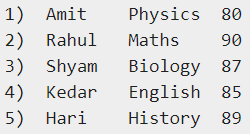 1) Amit Physics 80
2) Rahul Maths 90
3) Shyam Biology 87
4) Kedar English 85
5) Hari History 89